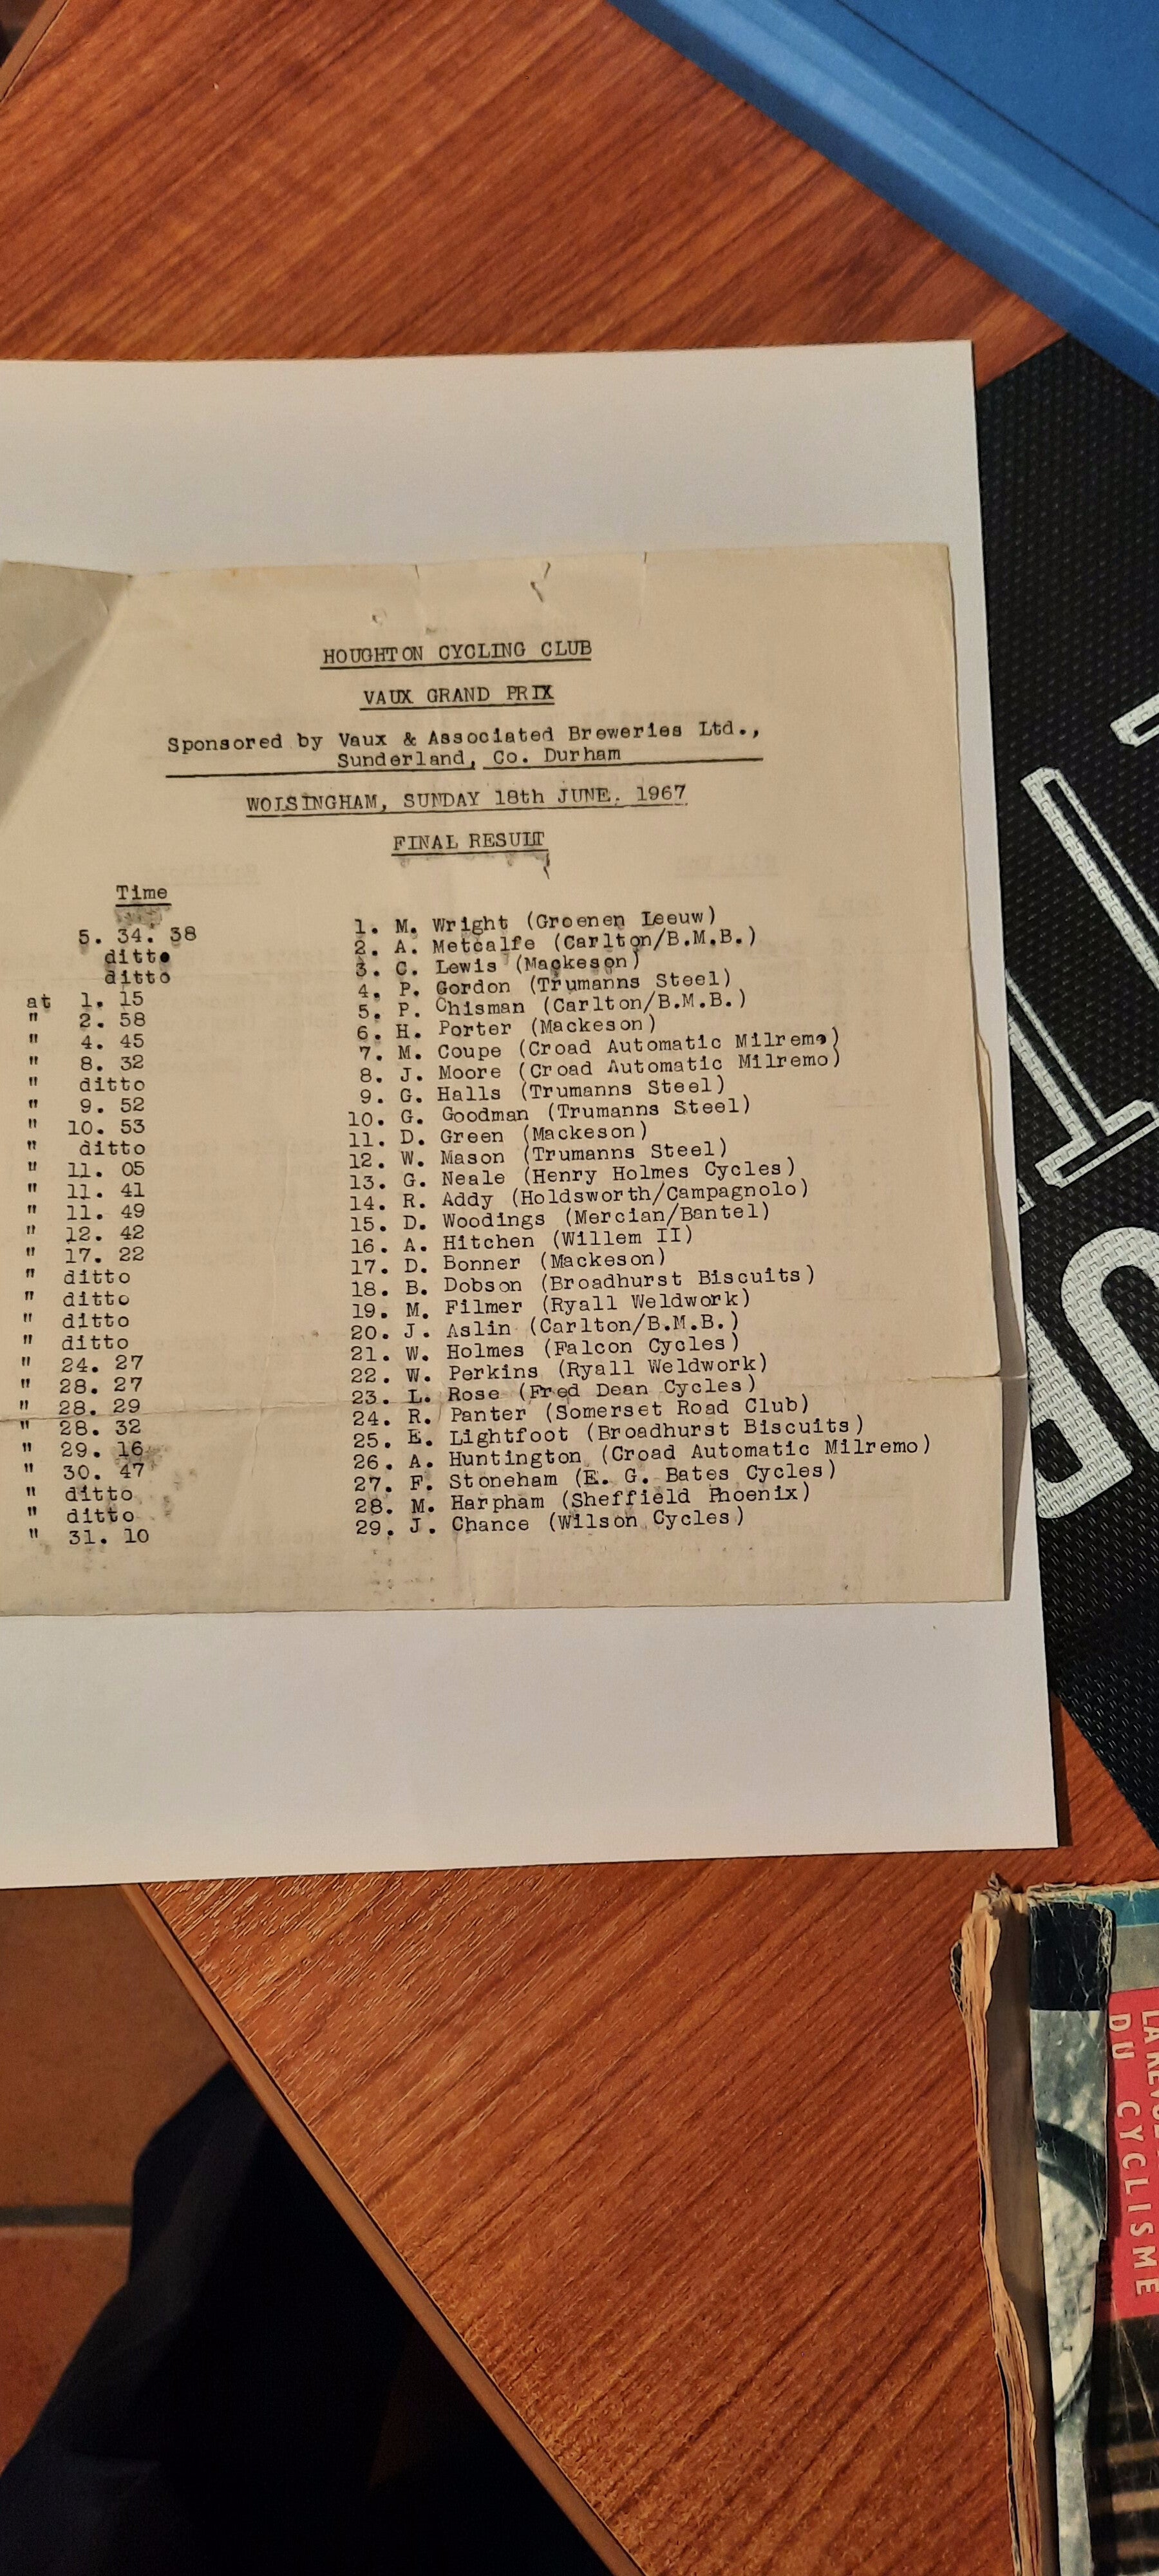 HOUGHTON CYCLING CLUB
VAUX GRAND PRIX
Sponsored by Vaux & Associated Breweries Ltd.,
Sunderland, Co. Durham
WOLSINGHAM, SUNDAY 18th JUNE. 1967
FINAL RESULT
Time
5. 34. 38 1. M. Wright (Groenen Leeuw)
ditto 2. A. Metcalfe (Carlton/B.M.B.)
ditto 3. C. Lewis (Mackeson)
at 1. 15 4. P. Gordon (Trumanns Steel)
" 2. 58 5. P. Chisman (Carlton/B.M.B.)
" 4. 45 6. H. Porter (Mackeson)
" 8. 32 7. M. Coupe (Croad Automatic Milremo)
" ditto 8. J. Moore (Croad Automatic Milremo)
" 9. 52 9. G. Halls (Trumanns Steel)
" 10. 53 10. G. Goodman (Trumanns Steel)
" ditto 11. D. Green (Mackeson)
" 11. 05 12. W. Mason (Trumanns Steel)
" 11. 41 13. G. Neale (Henry Holmes Cycles)
" 11. 49 14. R. Addy (Holdsworth/Campagnolo)
" 12. 42 15. D. Woodings (Mercian/Bantel)
" 17. 22 16. A. Hitchen (Willem II)
" ditto 17. D. Bonner (Mackeson)
" ditto 18. B. Dobson (Broadhurst Biscuits)
" ditto 19. M. Filmer (Ryall Weldwork)
" ditto 20. J. Aslin (Carlton/B.M.B.)
" 24. 27 21. W. Holmes (Falcon Cycles)
" 28. 27 22. W. Perkins (Ryall Weldwork)
" 28. 29 23. L. Rose (Fred Dean Cycles)
" 28. 32 24. R. Panter (Somerset Road Club)
" 29. 16 25. E. Lightfoot (Broadhurst Biscuits)
" 30. 47 26. A. Huntington (Croad Automatic Milremo)
" ditto 27. F. Stoneham (E. G. Bates Cycles)
" ditto 28. M. Harpham (Sheffield Phoenix)
" 31. 10 29. J. Chance (Wilson Cycles)
DU CYCLISME